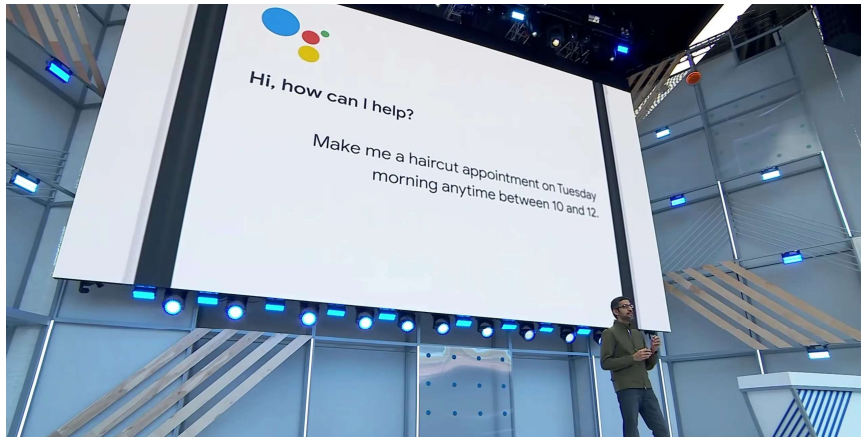 Hi, how can I help?
Make me a haircut appointment on Tuesday
morning anytime between 10 and 12.